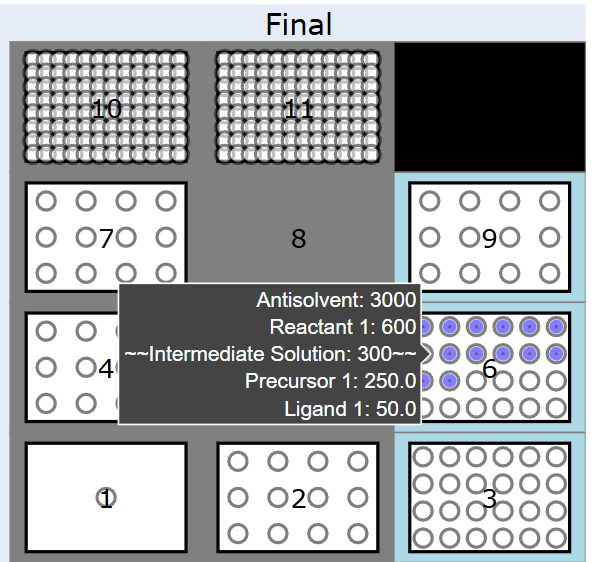 Final
10
11
7
8
9
Antisolvent: 3000
Reactant 1: 600
~~Intermediate Solution: 300~~
Precursor 1: 250.0
Ligand 1: 50.0
4
6
1
2
3